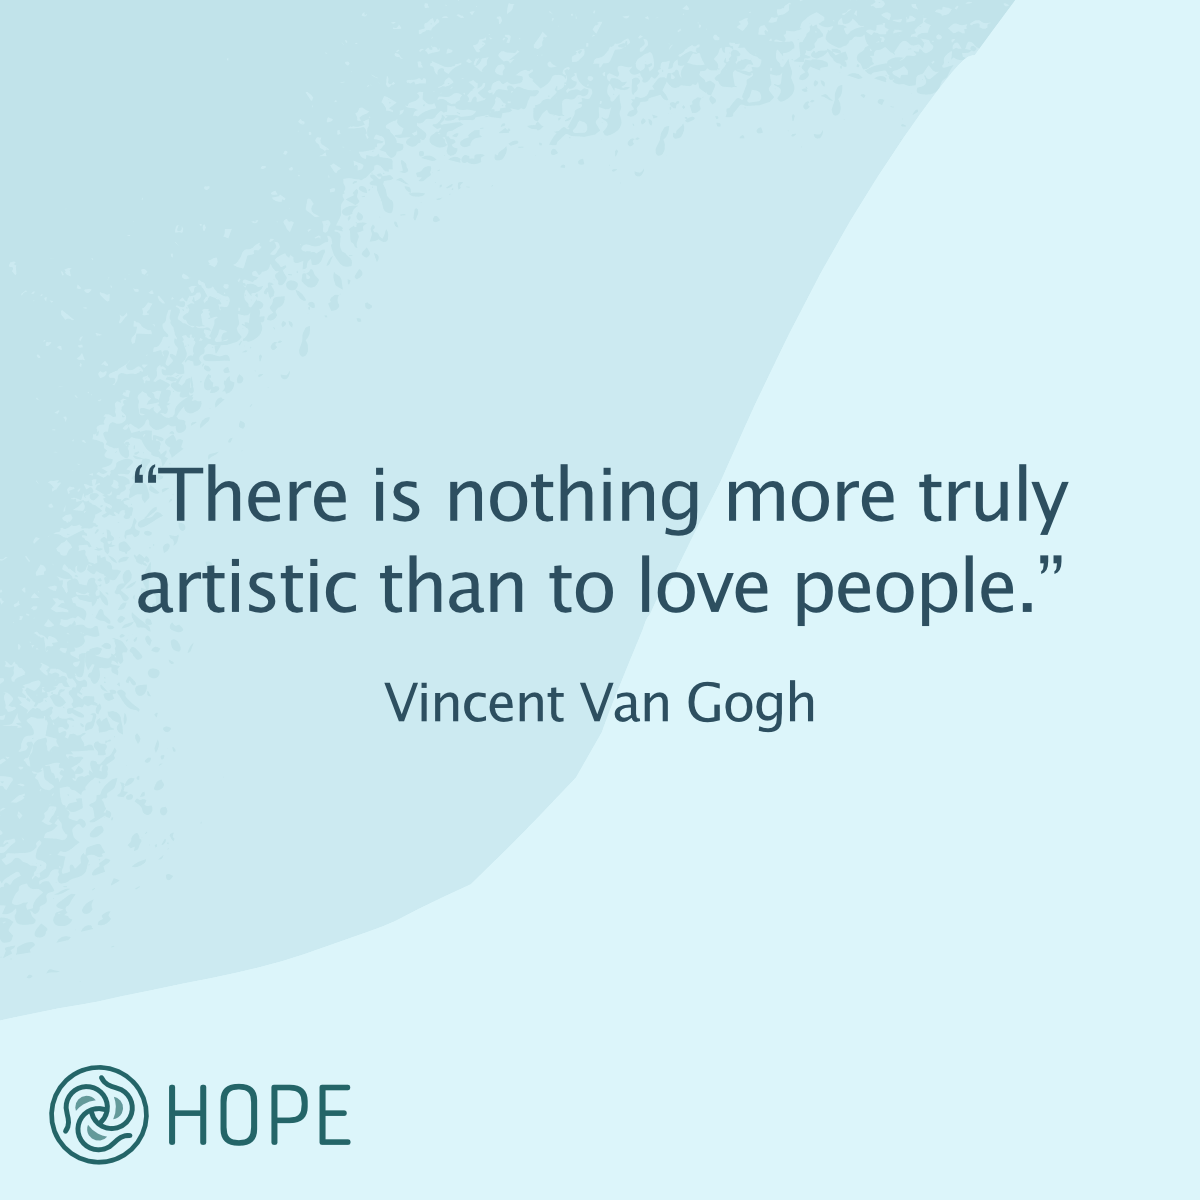 “There is nothing more truly
artistic than to love people.”
Vincent Van Gogh
HOPE